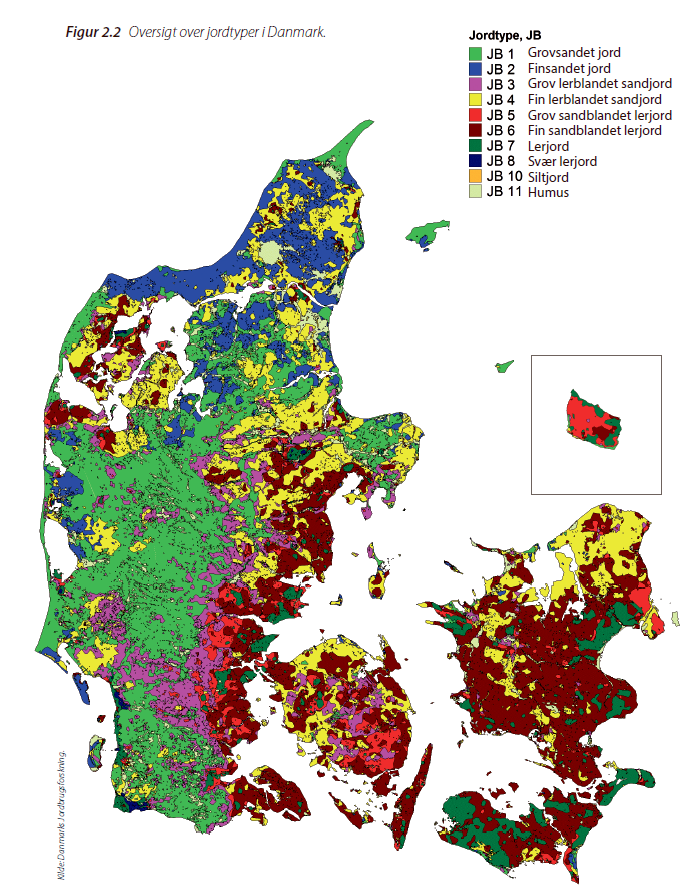 Figur 2.2 Oversigt over jordtyper i Danmark.
Jordtype, JB
JB 1 Grovsandet jord
JB 2 Finsandet jord
JB 3 Grov lerblandet sandjord
JB 4 Fin lerblandet sandjord
JB 5 Grov sandblandet lerjord
JB 6 Fin sandblandet lerjord
JB 7 Lerjord
JB 8 Svær lerjord
JB 10 Siltjord
JB 11 Humus
Kilde:Danmarks Jordbrugsforskning.